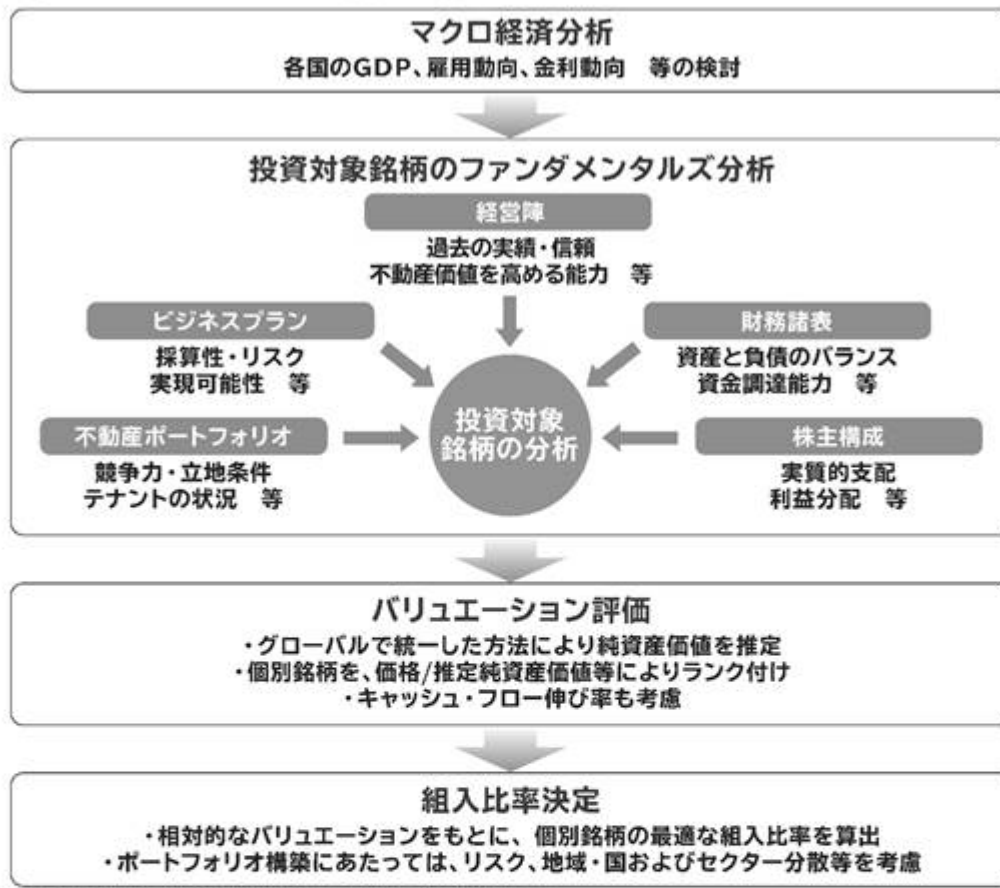 マクロ経済分析
各国のGDP、雇用動向、金利動向　等の検討
投資対象銘柄のファンダメンタルズ分析
経営陣
過去の実績・信頼
不動産価値を高める能力　等
ビジネスプラン
採算性・リスク
実現可能性　等
財務諸表
資産と負債のバランス
資金調達能力　等
不動産ポートフォリオ
競争力・立地条件
テナントの状況　等
投資対象
銘柄の分析
株主構成
実質的支配
利益分配　等
バリュエーション評価
・グローバルで統一した方法により純資産価値を推定
・個別銘柄を、価格/推定純資産価値等によりランク付け
・キャッシュ・フロー伸び率も考慮
組入比率決定
・相対的なバリュエーションをもとに、個別銘柄の最適な組入比率を算出
・ポートフォリオ構築にあたっては、リスク、地域・国およびセクター分散等を考慮